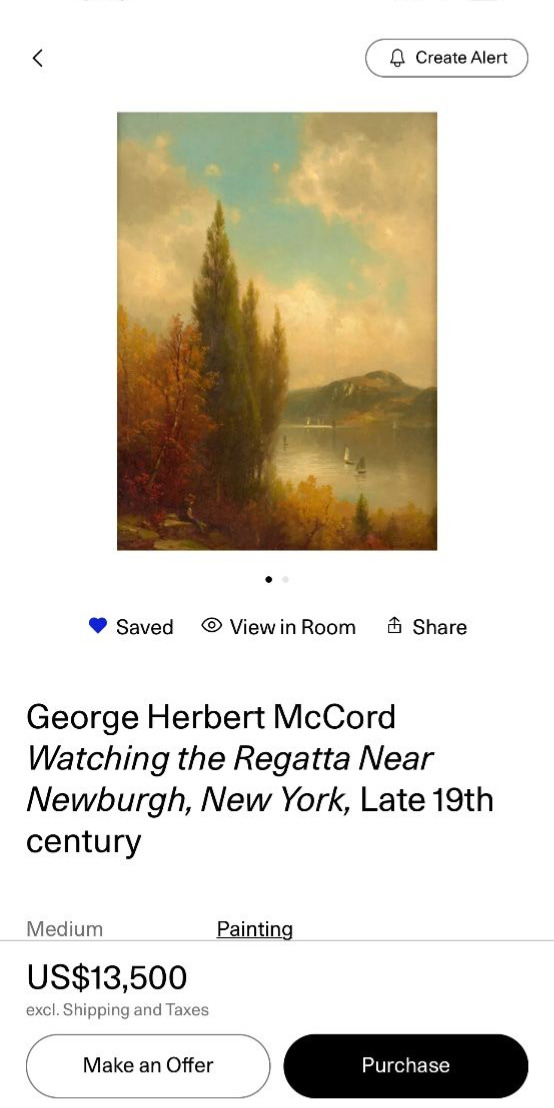 Create Alert
Saved
View in Room
Share
George Herbert McCord
Watching the Regatta Near
Newburgh, New York, Late 19th
century
Medium
Painting
US$13,500
excl. Shipping and Taxes
Make an Offer
Purchase